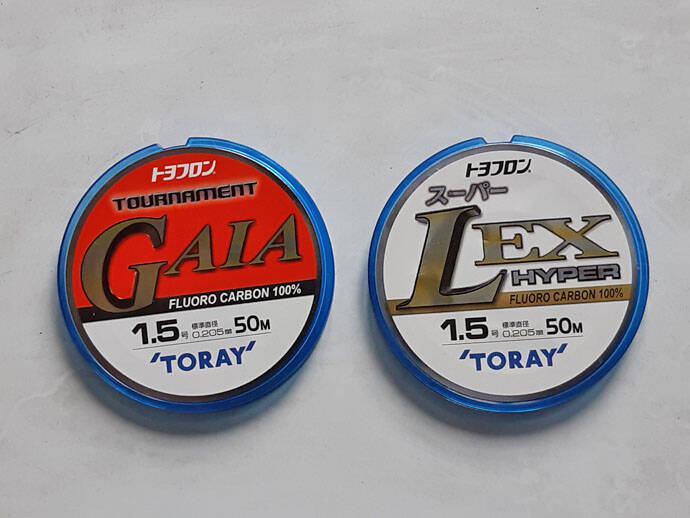 トヨフロン
TOURNAMENT
GAIA
FLUORO CARBON 100%
1.5号 標準直径 0.205mm 50M
'TORAY'
トヨフロン
スーパー
LEX
HYPER
FLUORO CARBON 100%
1.5号 標準直径 0.205mm 50M
'TORAY'